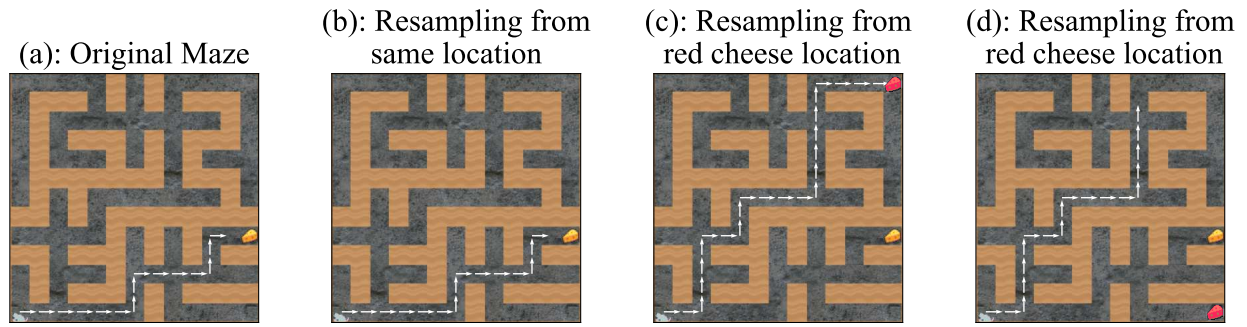 (a): Original Maze
(b): Resampling from
same location
(c): Resampling from
red cheese location
(d): Resampling from
red cheese location